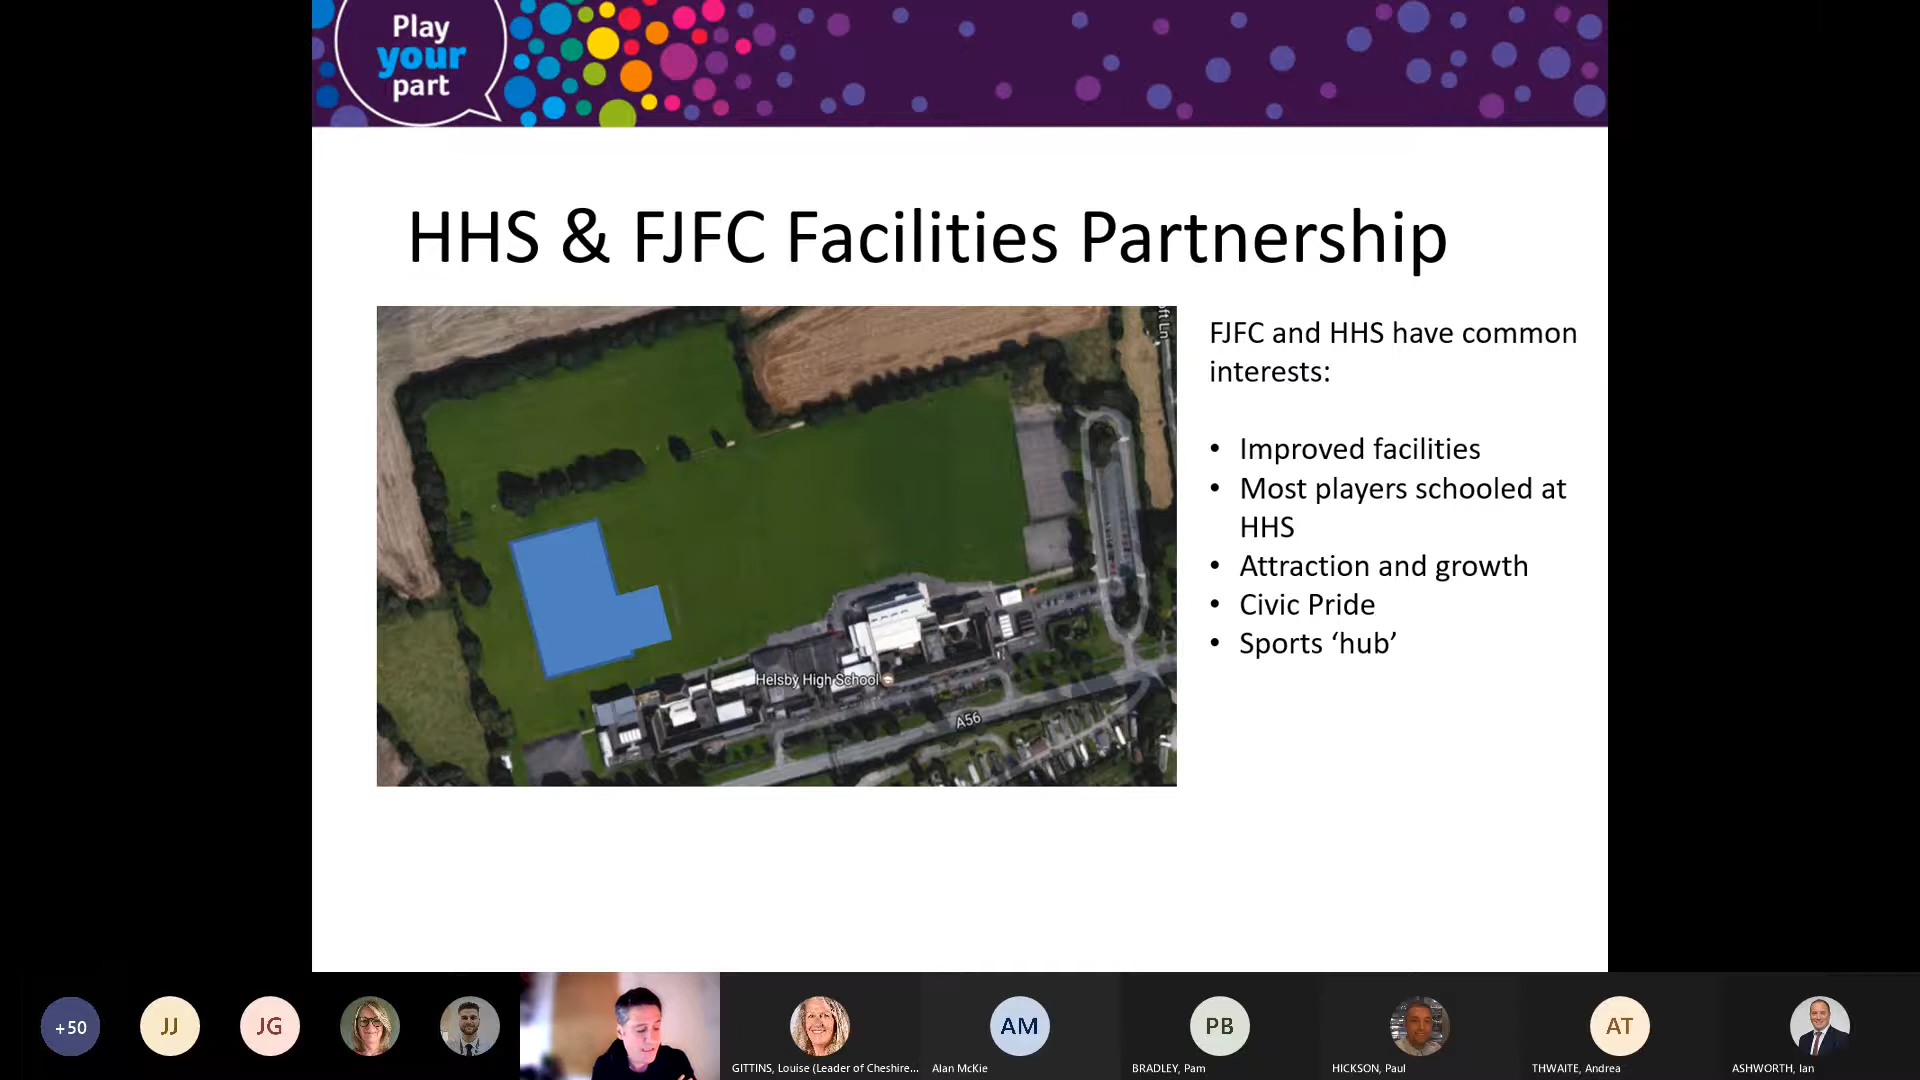 Play
your
part
HHS & FJFC Facilities Partnership
ft Ln
Helsby High School
A56
FJFC and HHS have common
interests:
• Improved facilities
• Most players schooled at
HHS
• Attraction and growth
• Civic Pride
• Sports ‘hub’
+50
JJ
JG
GITTINS, Louise (Leader of Cheshire...
AM
Alan McKie
PB
BRADLEY, Pam
HICKSON, Paul
AT
THWAITE, Andrea
ASHWORTH, Ian